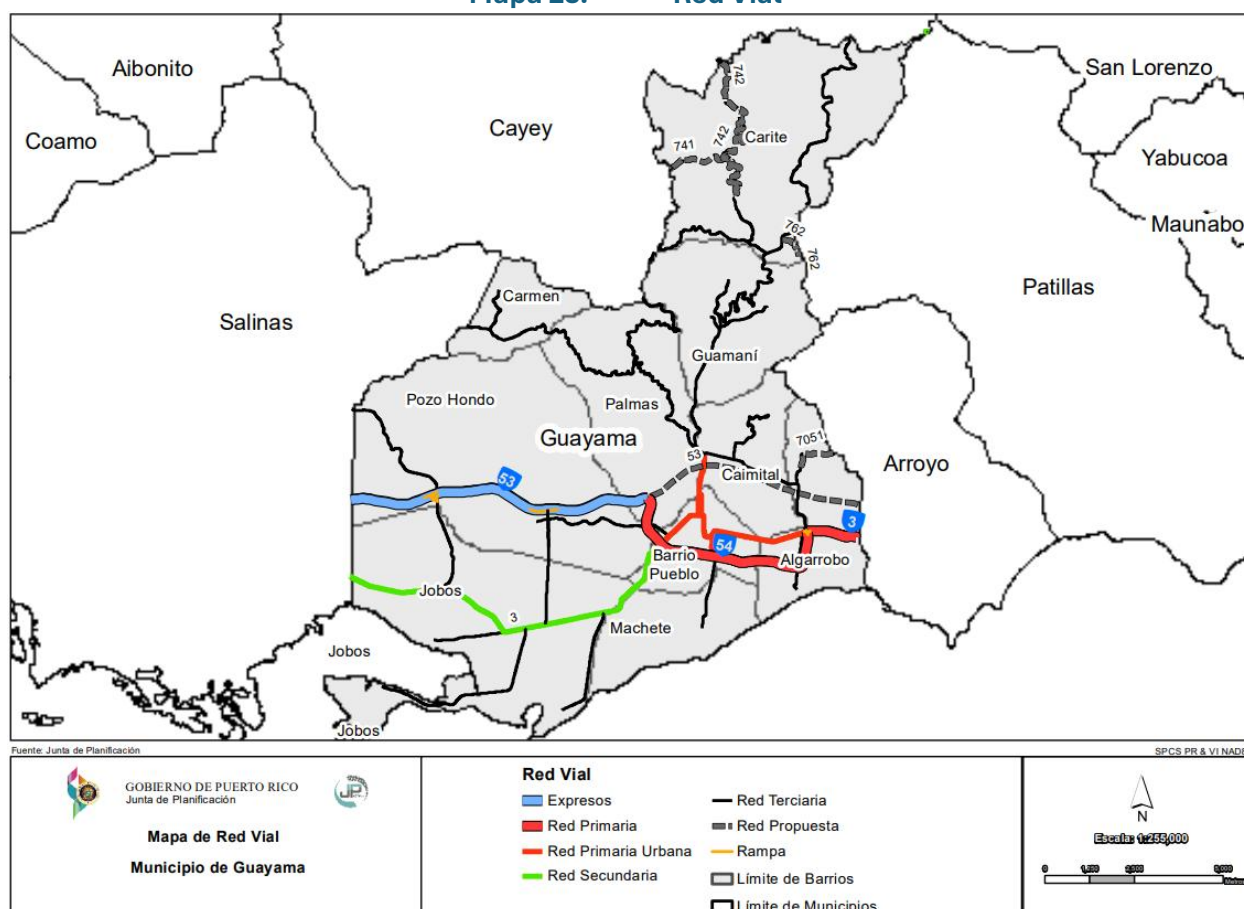 Mapa 28. Red Vial
Aibonito
San Lorenzo
Coamo
Cayey
742
742
741
Carite
Yabucoa
Maunabo
762
762
Patillas
Carmen
Salinas
Guamaní
Pozo Hondo
Palmas
Guayama
53
7051
Arroyo
Caimital
53
3
54
Barrio
Pueblo
Algarrobo
Jobos
3
Machete
Jobos
Jobos
Fuente: Junta de Planificación
SPCS PR & VI NADE
GOBIERNO DE PUERTO RICO
Junta de Planificación
JP
Mapa de Red Vial
Municipio de Guayama
Red Vial
Expresos
Red Primaria
Red Primaria Urbana
Red Secundaria
Red Terciaria
Red Propuesta
Rampa
Límite de Barrios
Límite de Municipios
N
Escala: 1:255,000
0